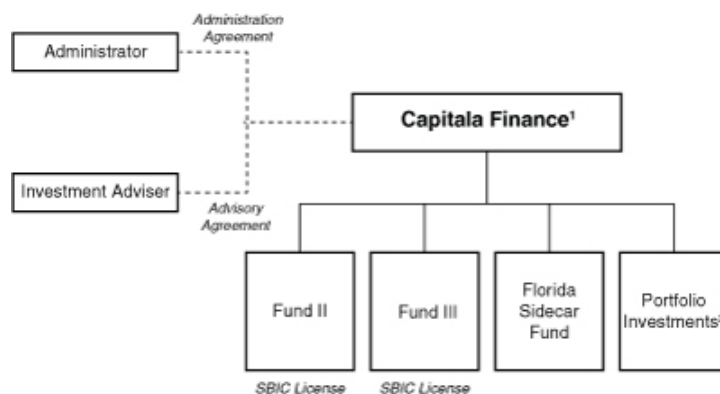 Administration
Agreement
Administrator
Capitala Finance¹
Investment Adviser
Advisory
Agreement
Fund II
Fund III
Florida
Sidecar
Fund
Portfolio
Investments²
SBIC License
SBIC License